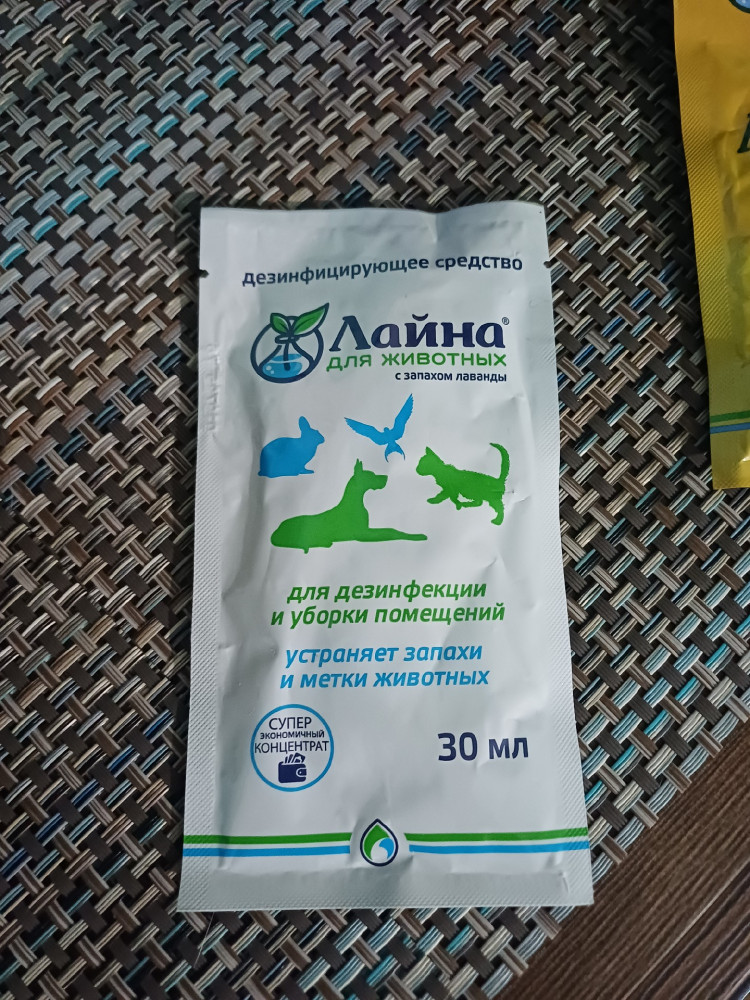 дезинфицирующее средство
Лайна®
для животных
с запахом лаванды
для дезинфекции
и уборки помещений
устраняет запахи
и метки животных
СУПЕР
ЭКОНОМИЧНЫЙ
КОНЦЕНТРАТ
30 мл